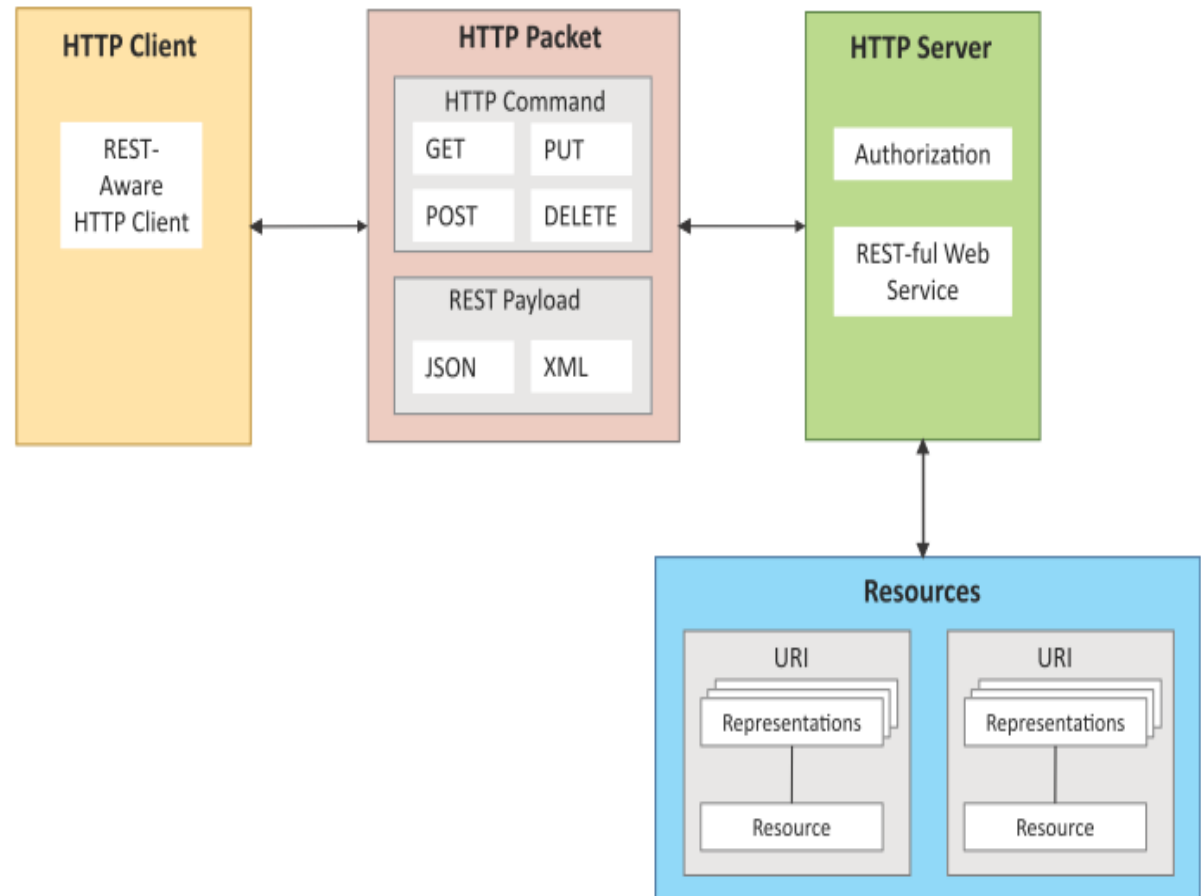 HTTP Client
REST-
Aware
HTTP Client
HTTP Packet
HTTP Command
GET
PUT
POST
DELETE
REST Payload
JSON
XML
HTTP Server
Authorization
REST-ful Web
Service
Resources
URI
Representations
Resource
URI
Representations
Resource